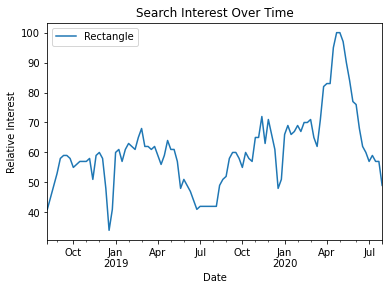 Search Interest Over Time
Rectangle
Relative Interest
100
90
80
70
60
50
40
Oct
Jan
2019
Apr
Jul
Oct
Jan
2020
Apr
Jul
Date